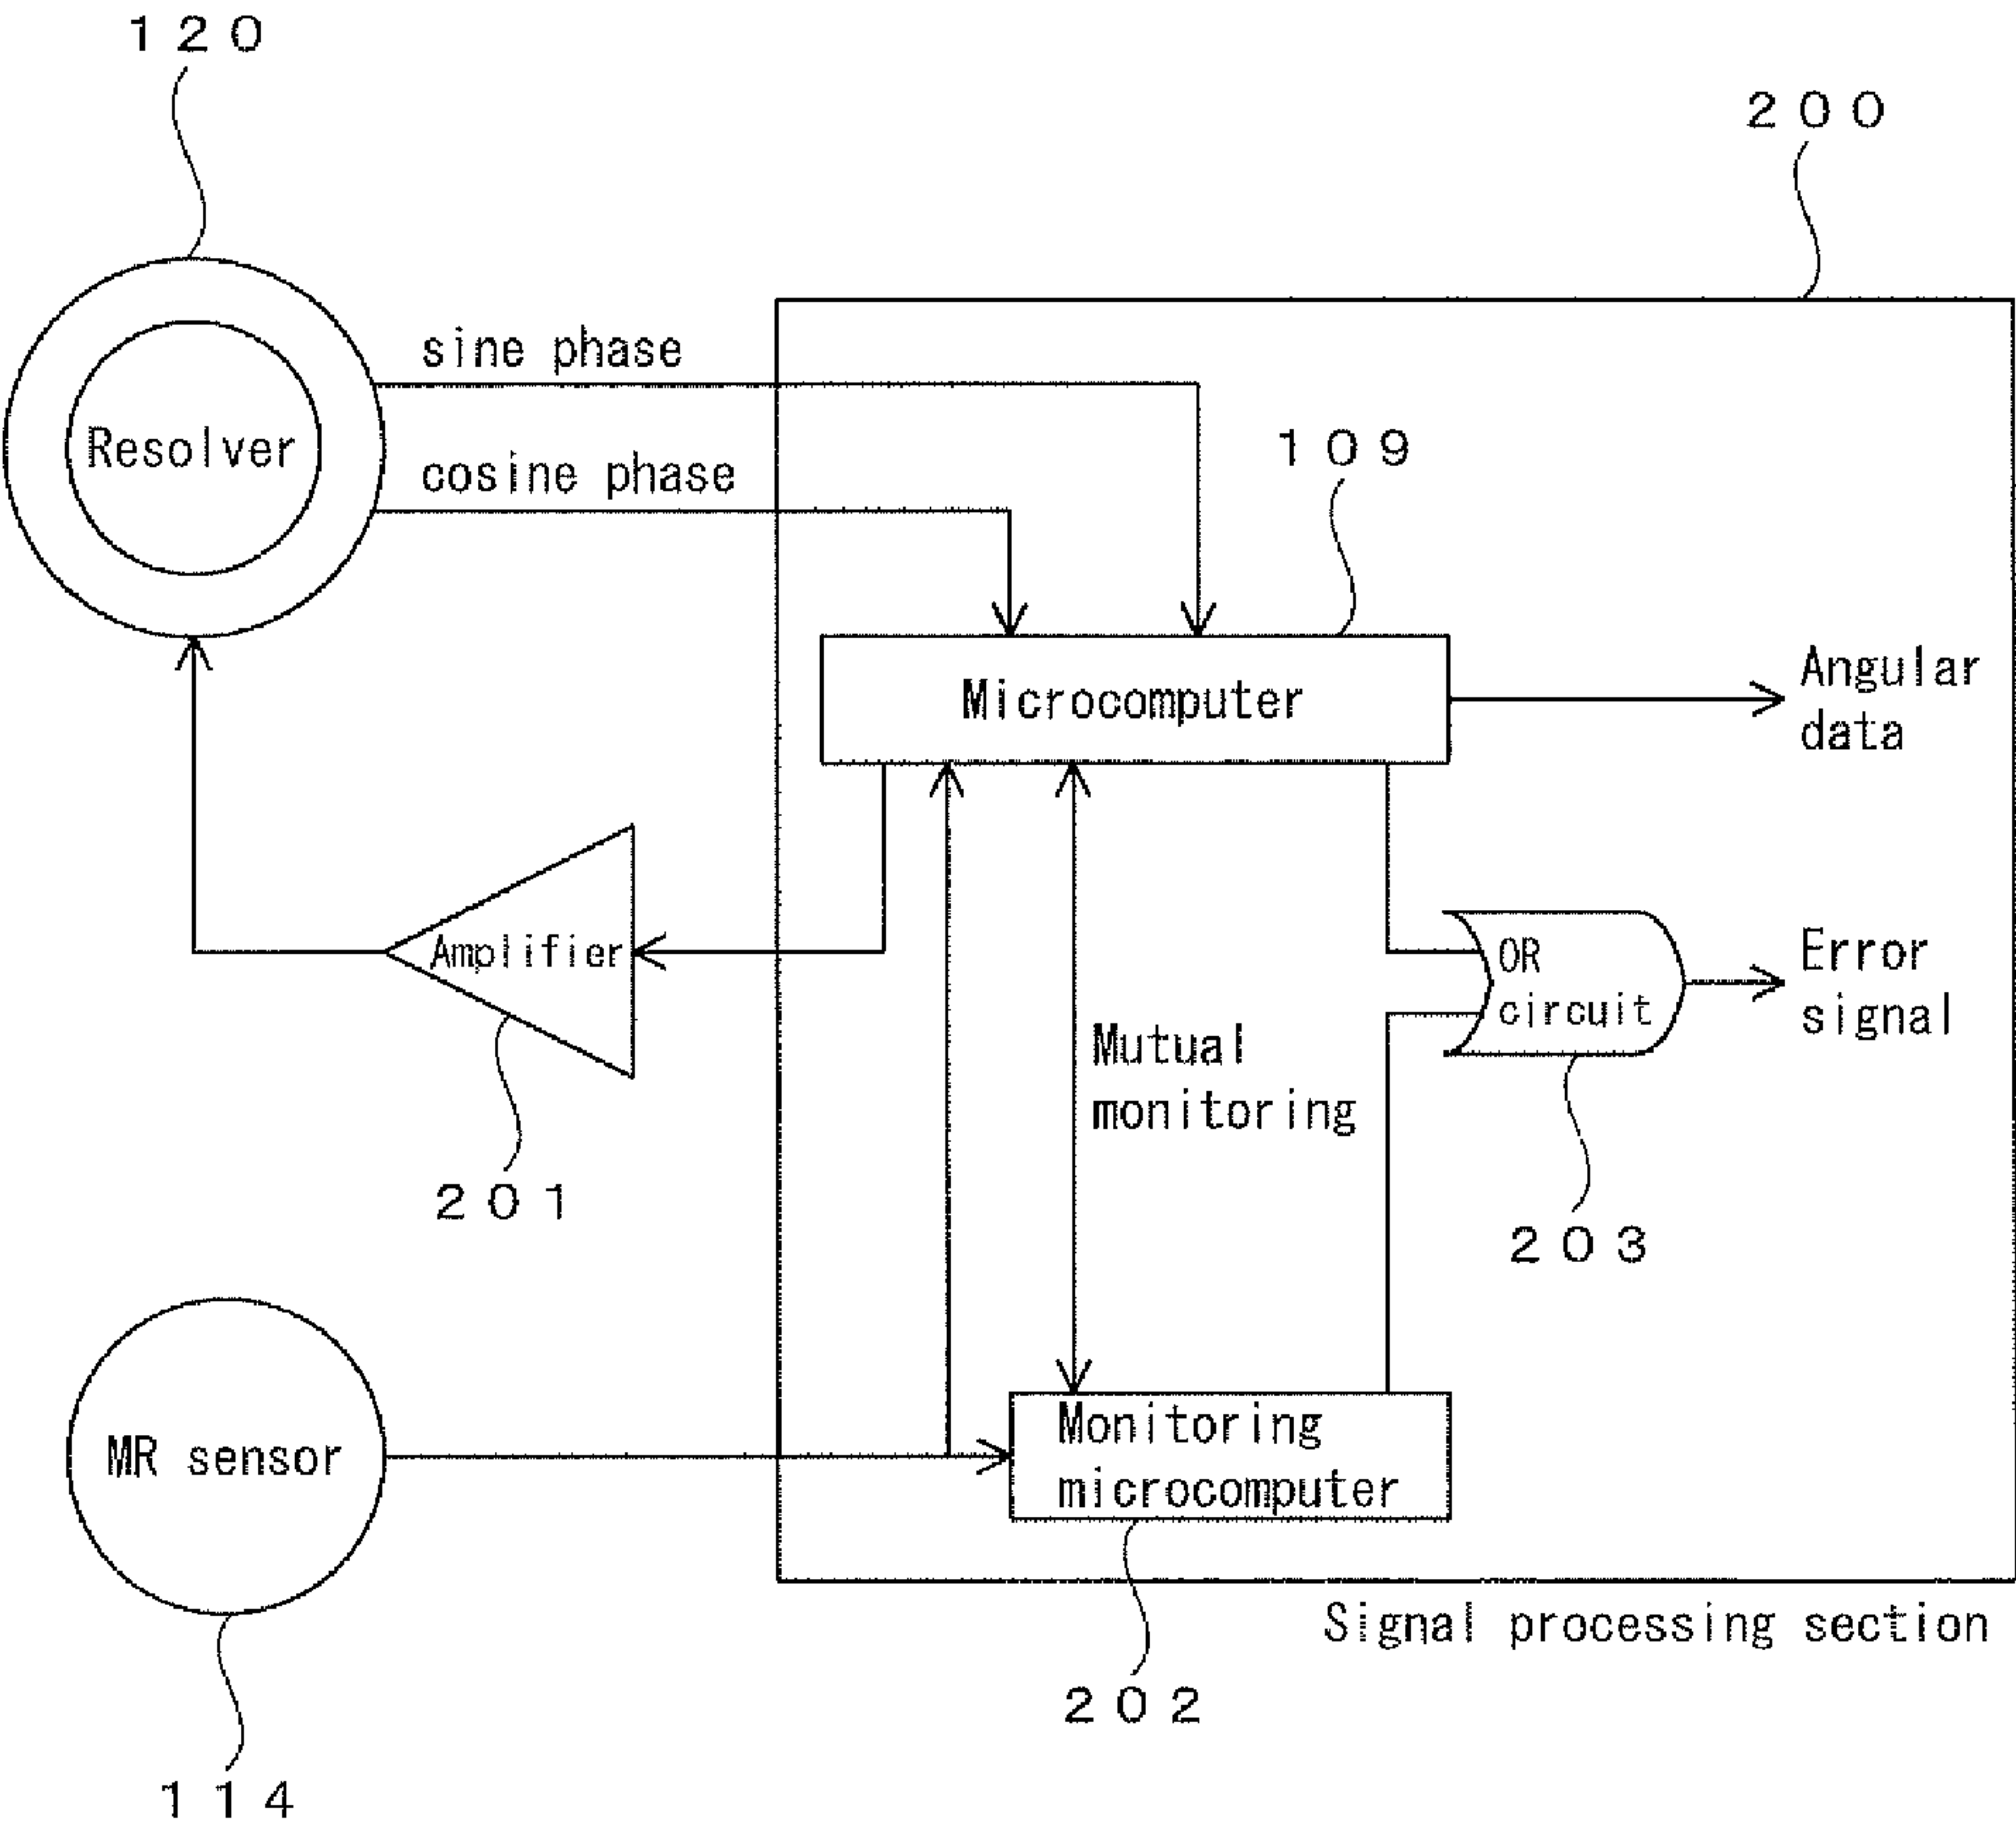 １２０
２００
sine phase
Resolver
cosine phase
１０９
Microcomputer
Angular
data
Amplifier
OR
circuit
Error
signal
Mutual
monitoring
２０１
２０３
MR sensor
Monitoring
microcomputer
Signal processing section
２０２
１１４